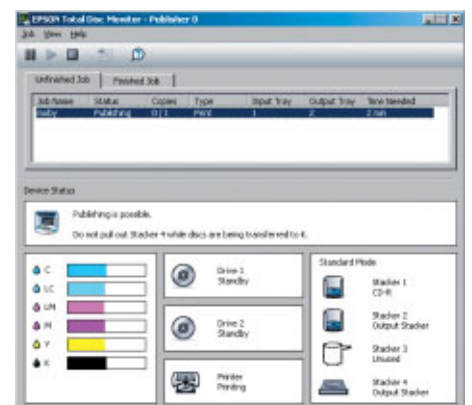 EPSON Total Disc Monitor - Publisher 0
Job View Help
Unfinished Job Finished Job
Job Name Status Copies Type Input Tray Output Tray Time Needed
Publishing 0 / 1 Print 1 2 2 min
Device Status
Publishing is possible.
Do not pull out Stacker 4 while discs are being transferred to it.
C
LC
LM
M
Y
K
Drive 1
Standby
Drive 2
Standby
Printer
Printing
Standard Mode
Stacker 1
CD-R
Stacker 2
Output Stacker
Stacker 3
Unused
Stacker 4
Output Stacker